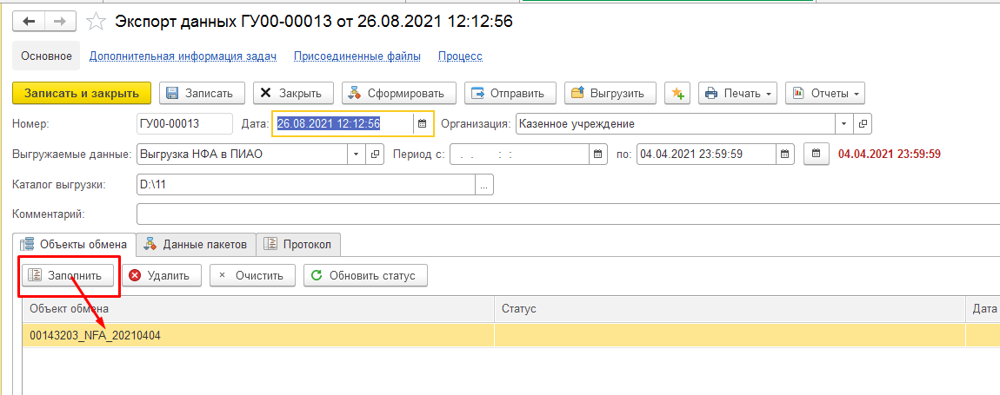 Экспорт данных ГУ00-00013 от 26.08.2021 12:12:56
Основное Дополнительная информация задач Присоединенные файлы Процесс
Записать и закрыть Записать Закрыть Сформировать Отправить Выгрузить Печать Отчеты
Номер: ГУ00-00013 Дата: 26.08.2021 12:12:56 Организация: Казенное учреждение
Выгружаемые данные: Выгрузка НФА в ПИАО Период с: . . : : по: 04.04.2021 23:59:59 04.04.2021 23:59:59
Каталог выгрузки: D:\11 ...
Комментарий:
Объекты обмена Данные пакетов Протокол
Заполнить Удалить Очистить Обновить статус
Объект обмена Статус Дата
00143203_NFA_20210404